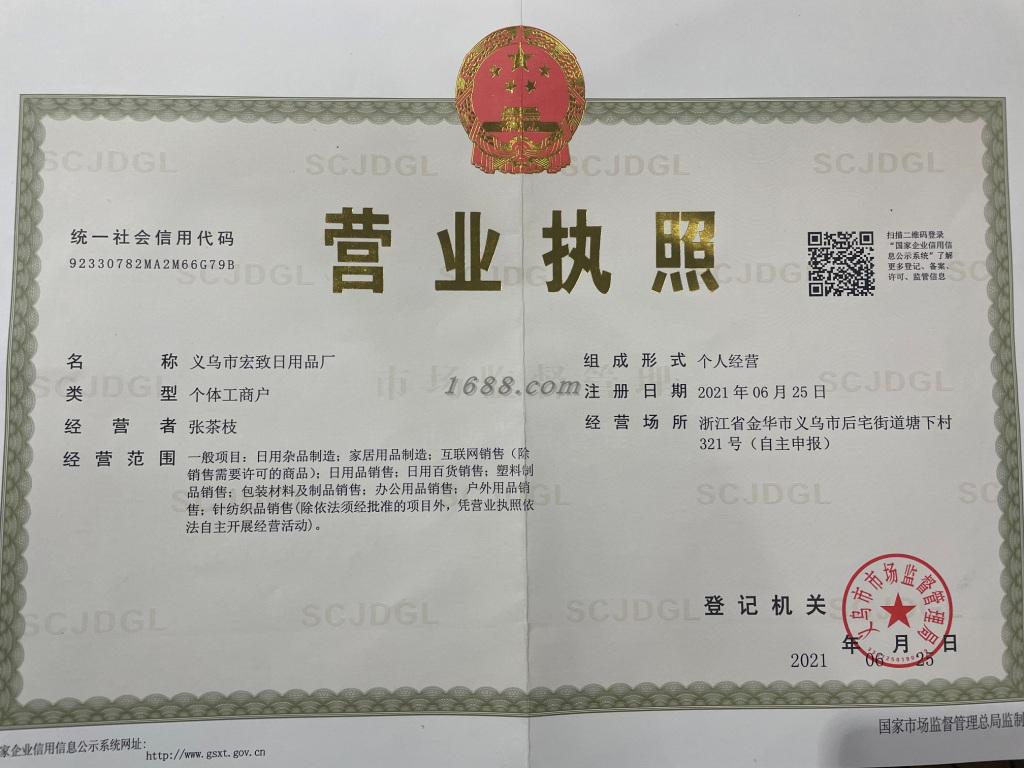 营业执照
统一社会信用代码
92330782MA2M66G79B
扫描二维码登录
“国家企业信用信
息公示系统”了解
更多登记、备案、
许可、监管信息
名 称 义乌市宏致日用品厂
类 型 个体工商户
经 营 者 张茶枝
经 营 范 围 一般项目：日用杂品制造；家居用品制造；互联网销售（除
销售需要许可的商品）；日用品销售；日用百货销售；塑料制
品销售；包装材料及制品销售；办公用品销售；户外用品销
售；针纺织品销售(除依法须经批准的项目外，凭营业执照依
法自主开展经营活动)。
组 成 形 式 个人经营
注 册 日 期 2021 年 06 月 25 日
经 营 场 所 浙江省金华市义乌市后宅街道塘下村
321 号（自主申报）
1688.com
市场监督管理
SCJDGL
登 记 机 关
义乌市市场监督管理局
年 月 日
2021 06 25
家企业信用信息公示系统网址:
http://www.gsxt.gov.cn
国家市场监督管理总局监制